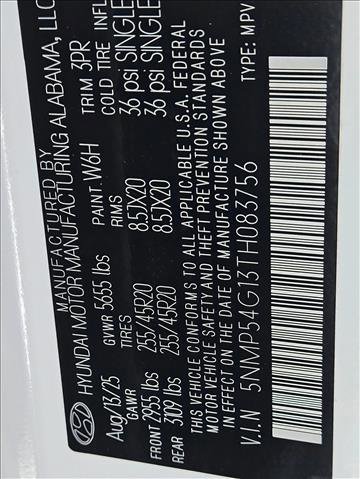 MANUFACTURED BY
HYUNDAI MOTOR MANUFACTURING ALABAMA, LLC
Aug/13/25 GVWR 5655 lbs PAINT W6H TRIM 3PR
GAWR TIRES RIMS COLD TIRE INFL
FRONT 2955 lbs 255/45R20 8.5JX20 36 psi SINGLE
REAR 3109 lbs 255/45R20 8.5JX20 36 psi SINGLE
THIS VEHICLE CONFORMS TO ALL APPLICABLE U.S.A. FEDERAL
MOTOR VEHICLE SAFETY AND THEFT PREVENTION STANDARDS
IN EFFECT ON THE DATE OF MANUFACTURE SHOWN ABOVE
V.I.N 5NMP54G13TH083756 TYPE: MPV